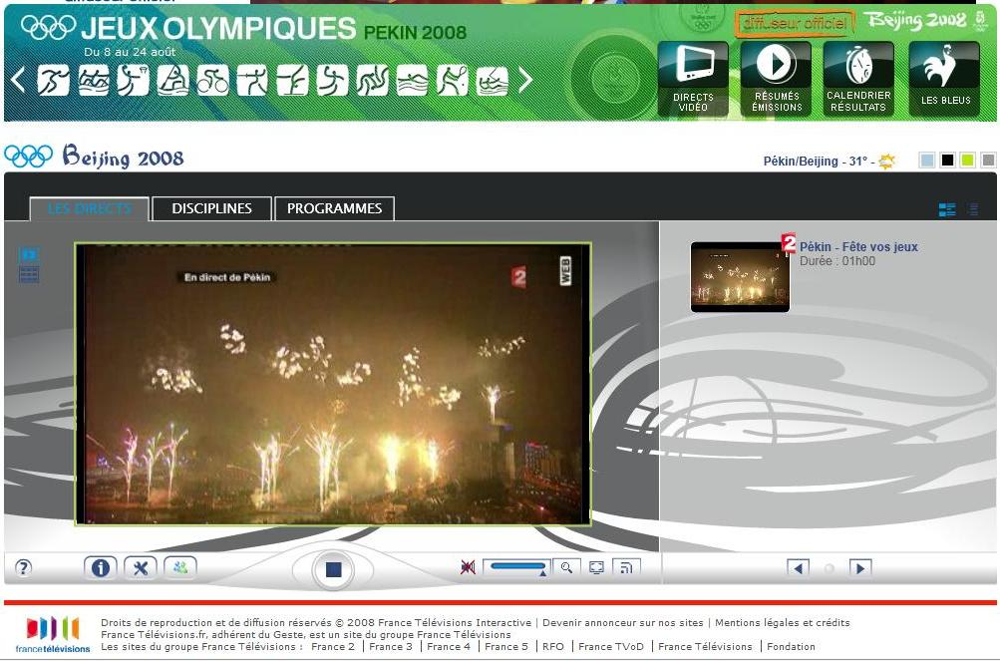 JEUX OLYMPIQUES PEKIN 2008
Du 8 au 24 août
diffuseur officiel
Beijing 2008
DIRECTS
VIDÉO
RÉSUMÉS
ÉMISSIONS
CALENDRIER
RÉSULTATS
LES BLEUS
Beijing 2008
Pékin/Beijing - 31° -
LES DIRECTS
DISCIPLINES
PROGRAMMES
En direct de Pékin
2
WEB
2
Pékin - Fête vos jeux
Durée : 01h00
?
i
francetélévisions
Droits de reproduction et de diffusion réservés © 2008 France Télévisions Interactive | Devenir annonceur sur nos sites | Mentions légales et crédits
France Télévisions.fr, adhérent du Geste, est un site du groupe France Télévisions
Les sites du groupe France Télévisions : France 2 | France 3 | France 4 | France 5 | RFO | France TVoD | France Télévisions | Fondation